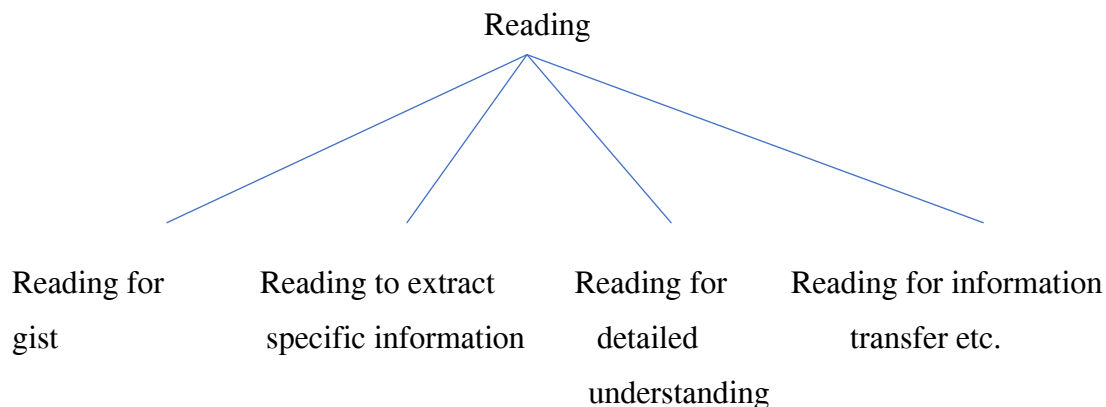 Reading
Reading for
gist
Reading to extract
specific information
Reading for
detailed
understanding
Reading for information
transfer etc.